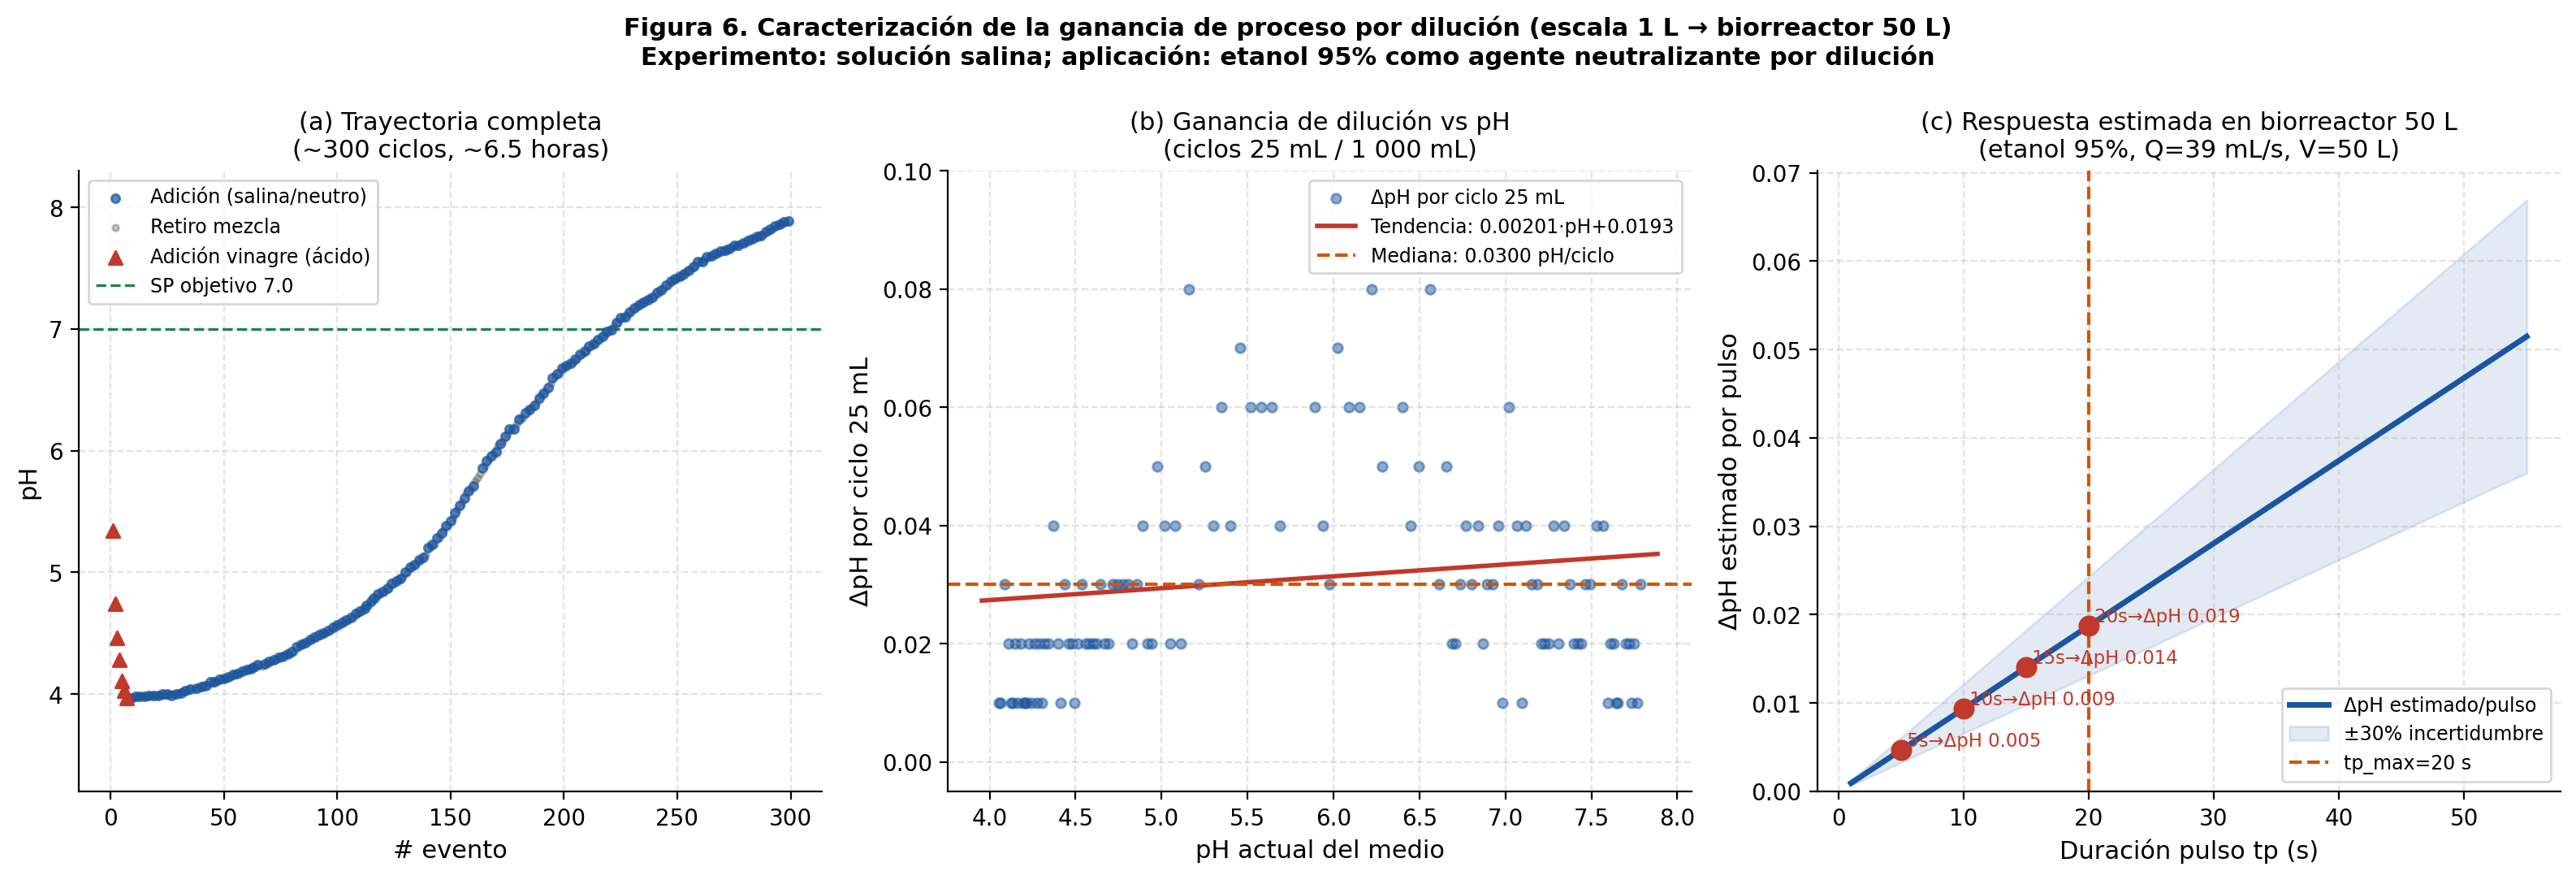 Figura 6. Caracterización de la ganancia de proceso por dilución (escala 1 L → biorreactor 50 L)
Experimento: solución salina; aplicación: etanol 95% como agente neutralizante por dilución
(a) Trayectoria completa
(~300 ciclos, ~6.5 horas)
Adición (salina/neutro)
Retiro mezcla
Adición vinagre (ácido)
SP objetivo 7.0
8
7
6
5
4
pH
0
50
100
150
200
250
300
# evento
(b) Ganancia de dilución vs pH
(ciclos 25 mL / 1 000 mL)
ΔpH por ciclo 25 mL
Tendencia: 0.00201·pH+0.0193
Mediana: 0.0300 pH/ciclo
0.10
0.08
0.06
0.04
0.02
0.00
ΔpH por ciclo 25 mL
4.0
4.5
5.0
5.5
6.0
6.5
7.0
7.5
8.0
pH actual del medio
(c) Respuesta estimada en biorreactor 50 L
(etanol 95%, Q=39 mL/s, V=50 L)
0.07
0.06
0.05
0.04
0.03
0.02
0.01
0.00
ΔpH estimado por pulso
20s→ΔpH 0.019
15s→ΔpH 0.014
10s→ΔpH 0.009
5s→ΔpH 0.005
ΔpH estimado/pulso
±30% incertidumbre
tp_max=20 s
0
10
20
30
40
50
Duración pulso tp (s)